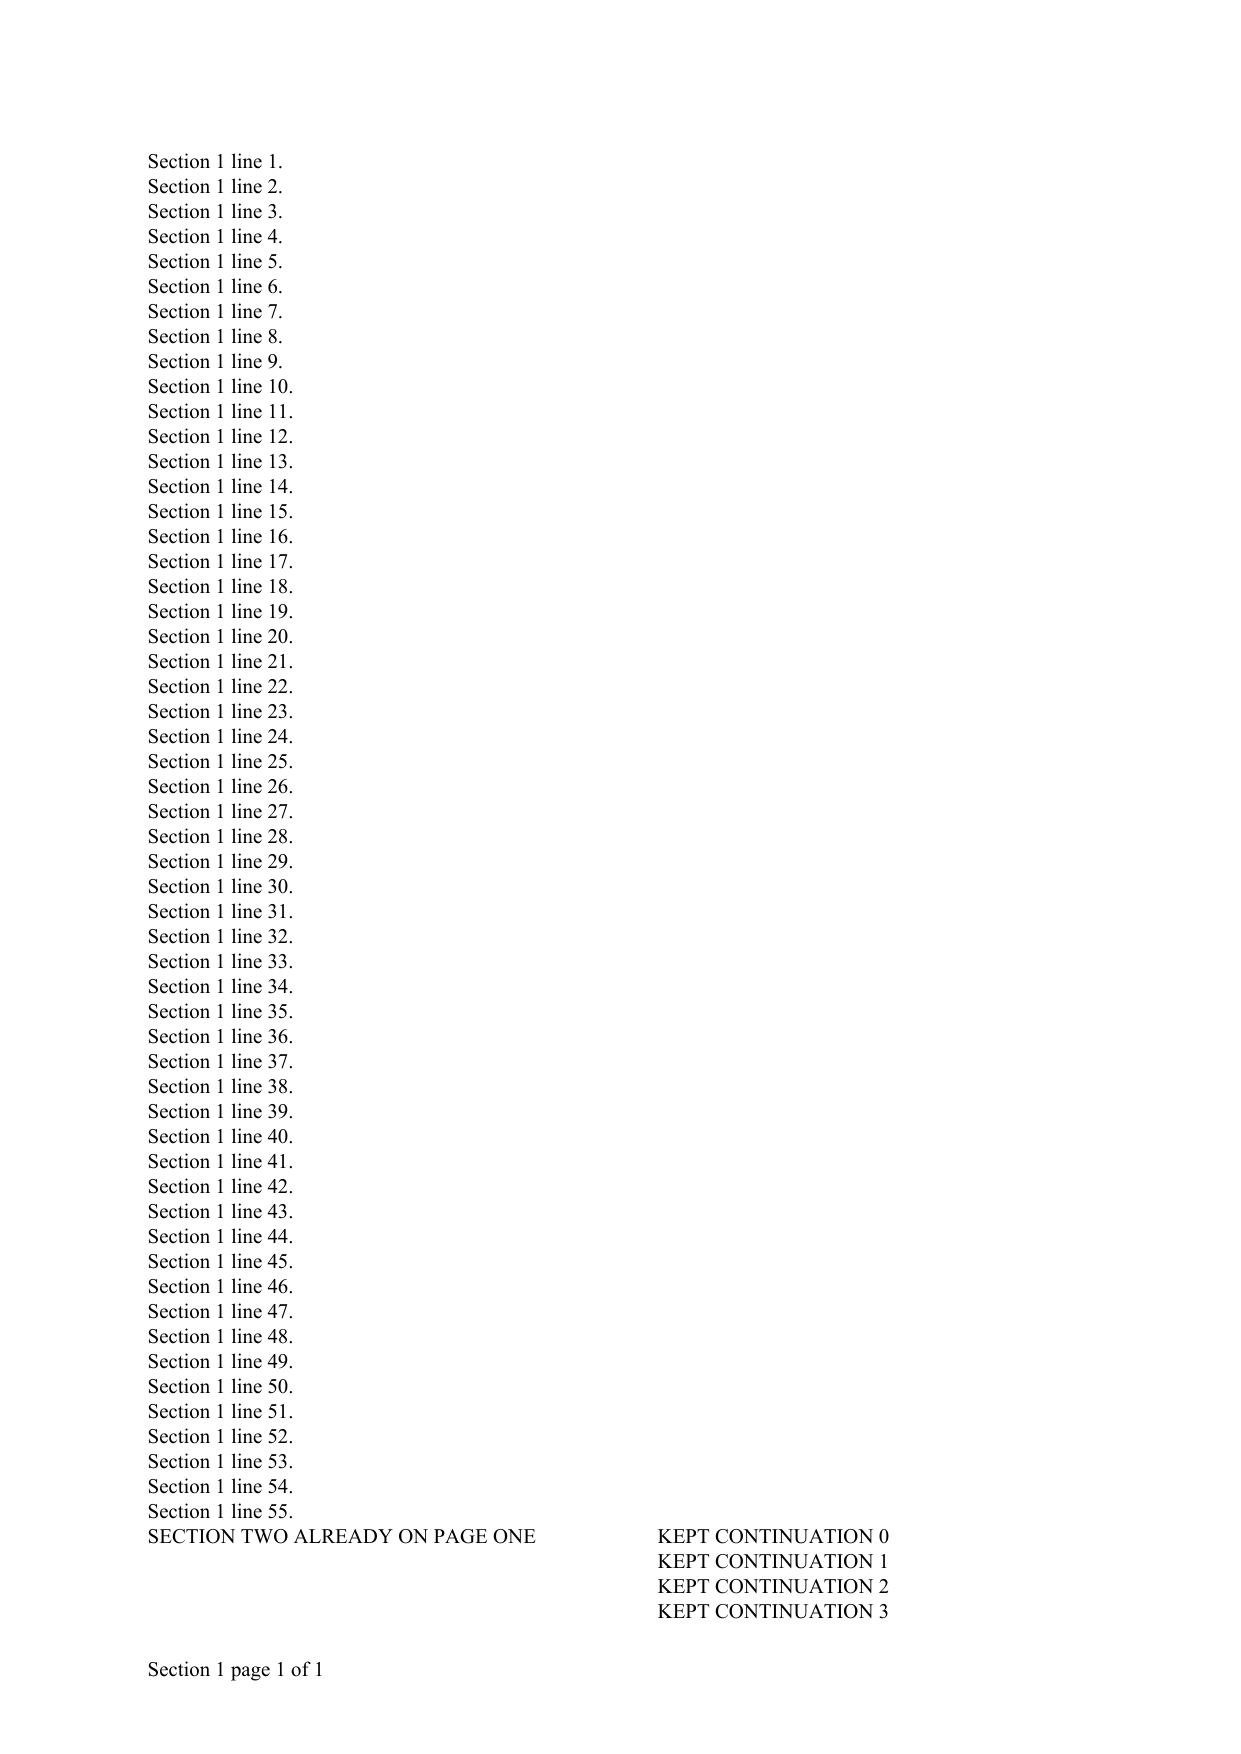 Section 1 line 1.
Section 1 line 2.
Section 1 line 3.
Section 1 line 4.
Section 1 line 5.
Section 1 line 6.
Section 1 line 7.
Section 1 line 8.
Section 1 line 9.
Section 1 line 10.
Section 1 line 11.
Section 1 line 12.
Section 1 line 13.
Section 1 line 14.
Section 1 line 15.
Section 1 line 16.
Section 1 line 17.
Section 1 line 18.
Section 1 line 19.
Section 1 line 20.
Section 1 line 21.
Section 1 line 22.
Section 1 line 23.
Section 1 line 24.
Section 1 line 25.
Section 1 line 26.
Section 1 line 27.
Section 1 line 28.
Section 1 line 29.
Section 1 line 30.
Section 1 line 31.
Section 1 line 32.
Section 1 line 33.
Section 1 line 34.
Section 1 line 35.
Section 1 line 36.
Section 1 line 37.
Section 1 line 38.
Section 1 line 39.
Section 1 line 40.
Section 1 line 41.
Section 1 line 42.
Section 1 line 43.
Section 1 line 44.
Section 1 line 45.
Section 1 line 46.
Section 1 line 47.
Section 1 line 48.
Section 1 line 49.
Section 1 line 50.
Section 1 line 51.
Section 1 line 52.
Section 1 line 53.
Section 1 line 54.
Section 1 line 55.
SECTION TWO ALREADY ON PAGE ONE
KEPT CONTINUATION 0
KEPT CONTINUATION 1
KEPT CONTINUATION 2
KEPT CONTINUATION 3
Section 1 page 1 of 1